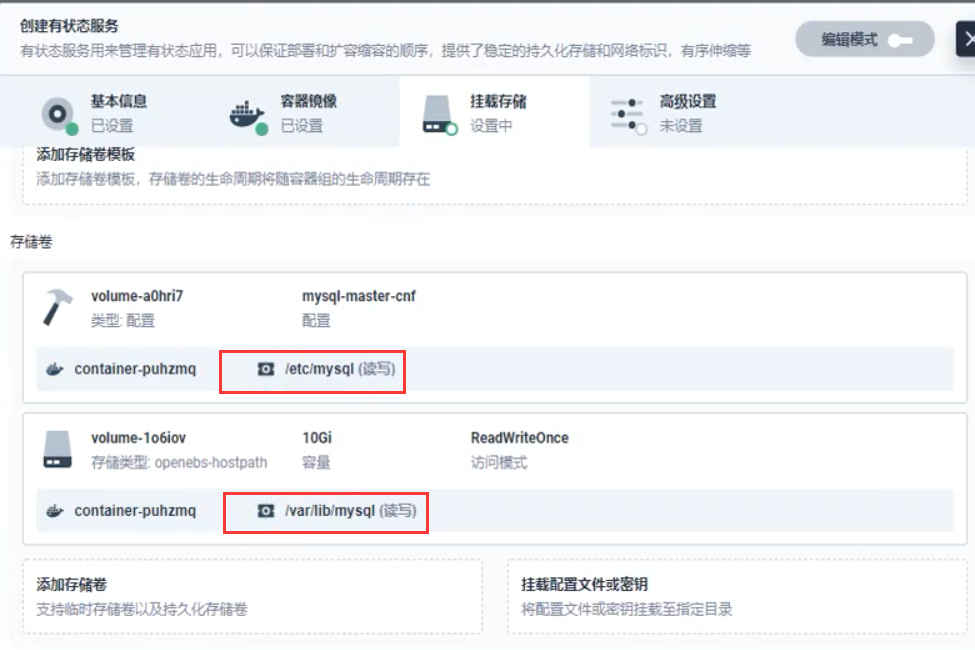 创建有状态服务
有状态服务用来管理有状态应用，可以保证部署和扩容缩容的顺序，提供了稳定的持久化存储和网络标识，有序伸缩等
编辑模式
基本信息
已设置
容器镜像
已设置
挂载存储
设置中
高级设置
未设置
添加存储卷模板
添加存储卷模板，存储卷的生命周期将随容器组的生命周期存在
存储卷
volume-a0hri7 mysql-master-cnf
类型: 配置 配置
container-puhzmq /etc/mysql (读写)
volume-1o6iov 10Gi ReadWriteOnce
存储类型: openebs-hostpath 容量 访问模式
container-puhzmq /var/lib/mysql (读写)
添加存储卷
支持临时存储卷以及持久化存储卷
挂载配置文件或密钥
将配置文件或密钥挂载至指定目录